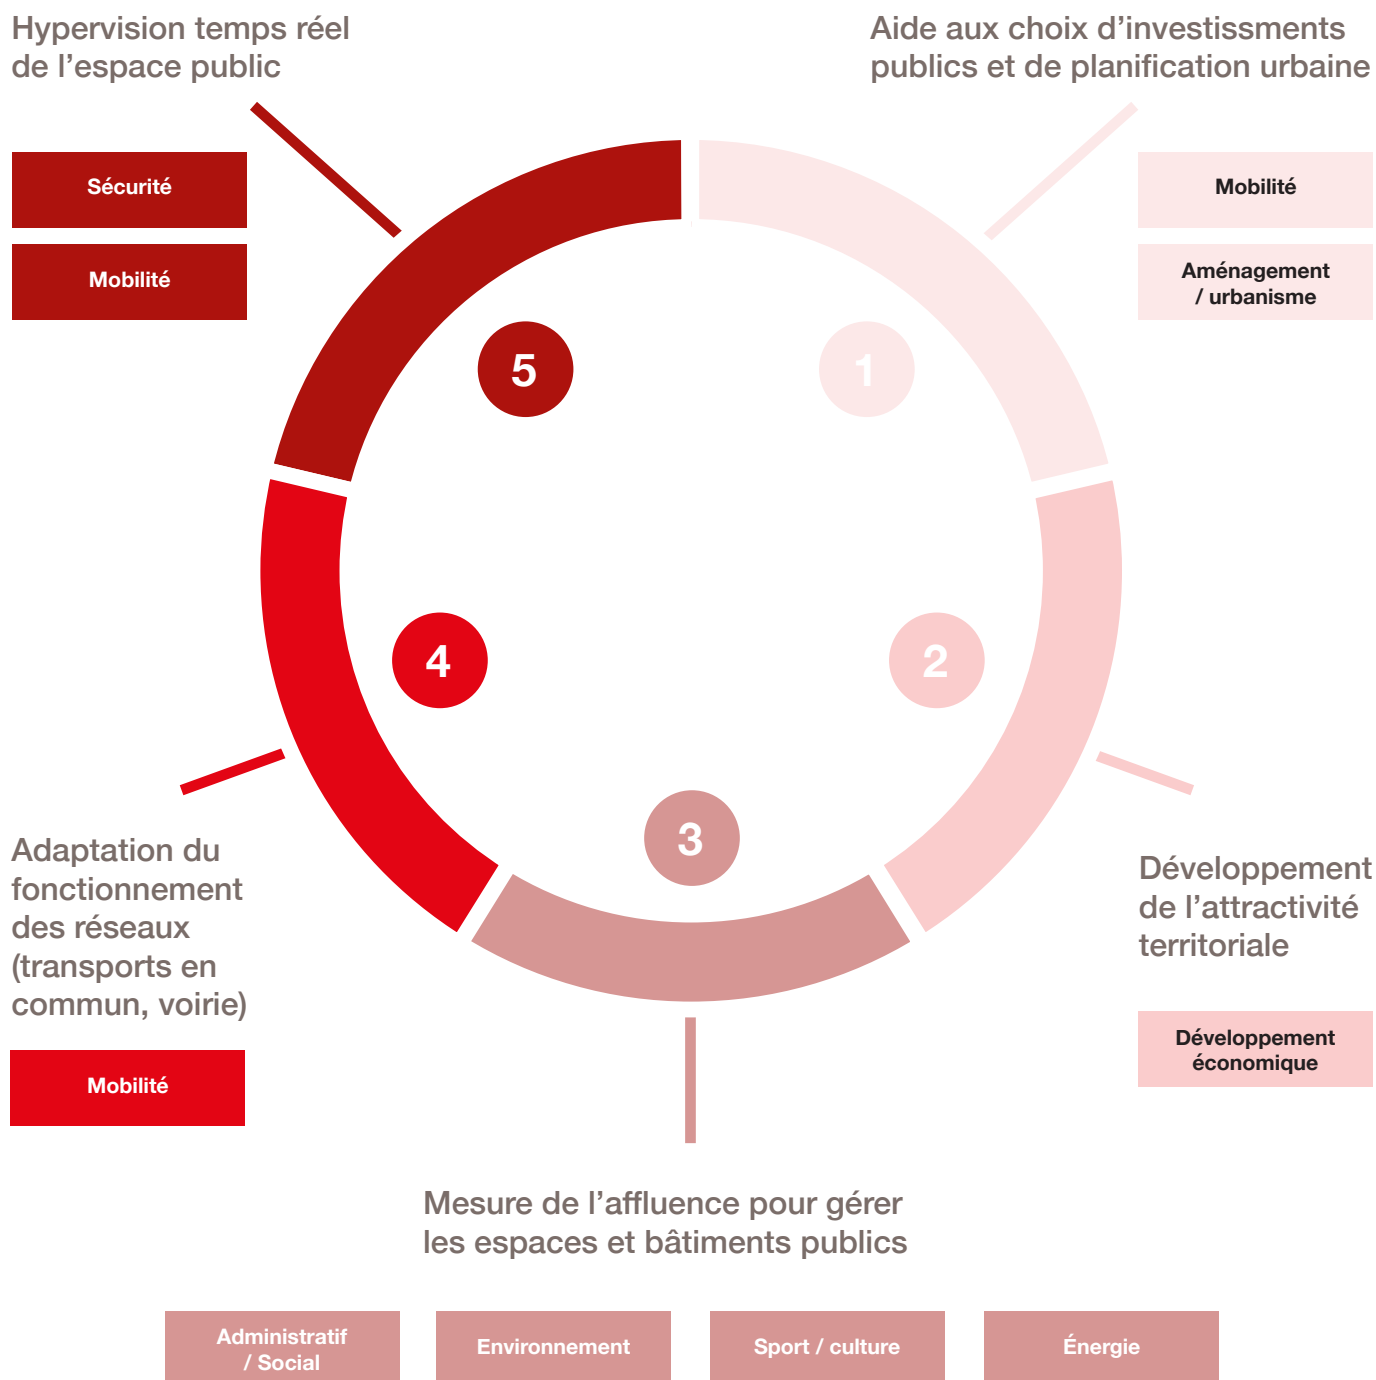 Hypervision temps réel
de l’espace public
Sécurité
Mobilité
Aide aux choix d’investissments
publics et de planification urbaine
Mobilité
Aménagement
/ urbanisme
5
1
4
2
3
Adaptation du
fonctionnement
des réseaux
(transports en
commun, voirie)
Mobilité
Développement
de l’attractivité
territoriale
Développement
économique
Mesure de l’affluence pour gérer
les espaces et bâtiments publics
Administratif
/ Social
Environnement
Sport / culture
Énergie